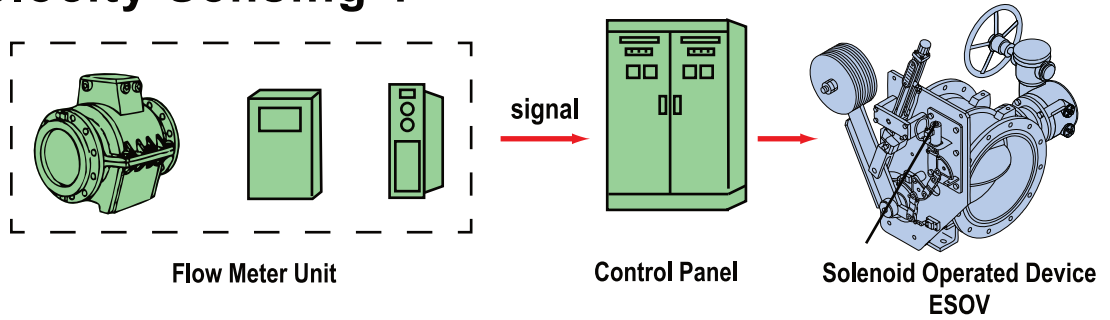 signal
Flow Meter Unit
Control Panel
Solenoid Operated Device
ESOV